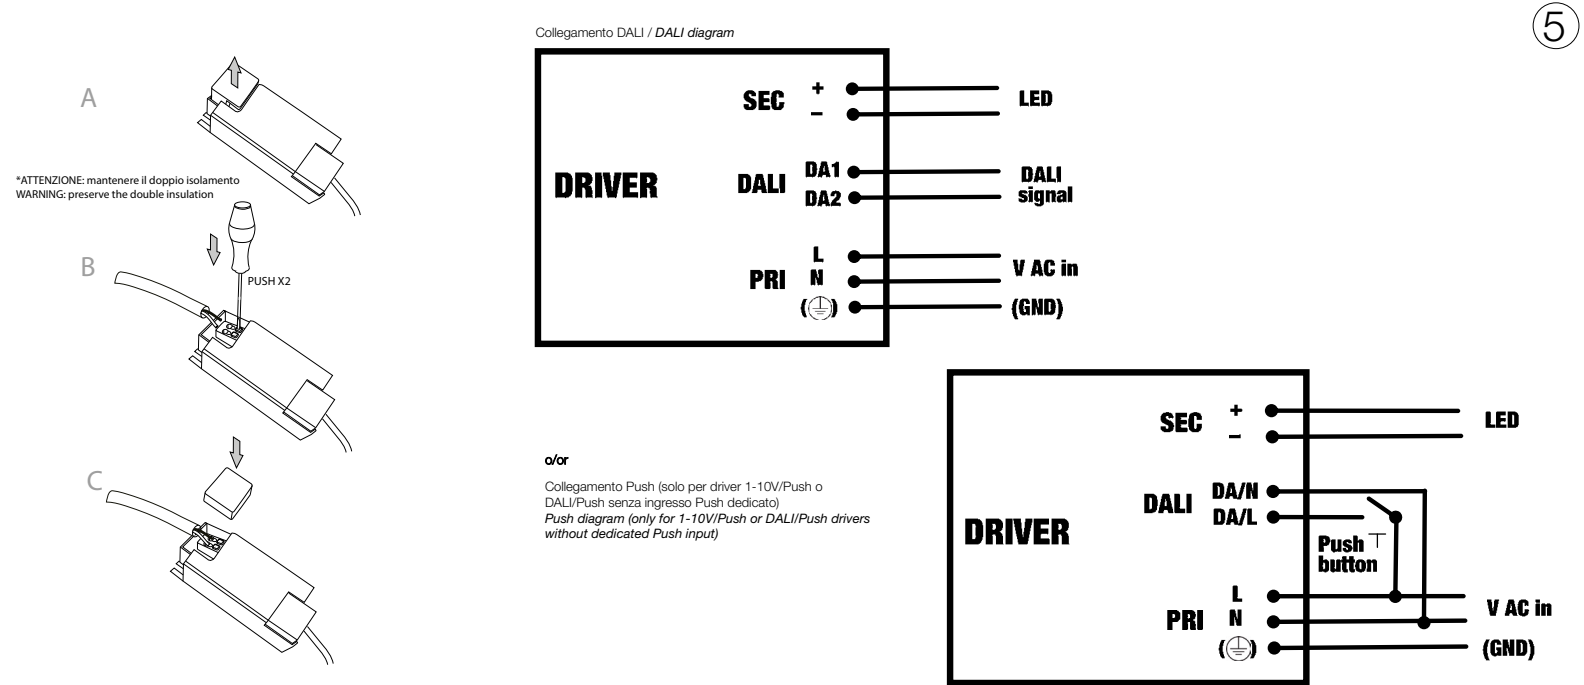 5
A
*ATTENZIONE: mantenere il doppio isolamento
WARNING: preserve the double insulation
B
PUSH X2
C
Collegamento DALI / DALI diagram
DRIVER
SEC + −
LED
DALI DA1 DA2
DALI
signal
PRI L N ( )
V AC in
(GND)
o/or
Collegamento Push (solo per driver 1-10V/Push o
DALI/Push senza ingresso Push dedicato)
Push diagram (only for 1-10V/Push or DALI/Push drivers
without dedicated Push input)
DRIVER
SEC + −
LED
DALI DA/N DA/L
Push
button
PRI L N ( )
V AC in
(GND)